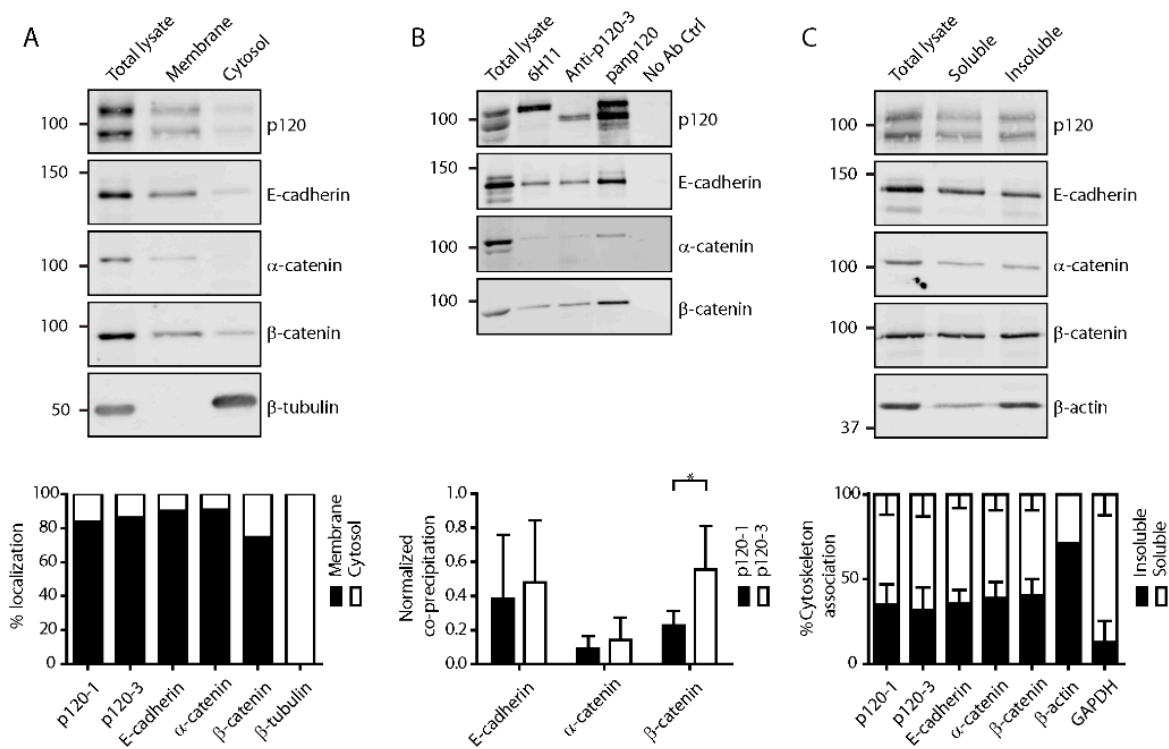 A
Total lysate
Membrane
Cytosol
100
p120
150
E-cadherin
100
α-catenin
100
β-catenin
50
β-tubulin
100
80
60
40
20
0
% localization
p120-1
p120-3
E-cadherin
α-catenin
β-catenin
β-tubulin
Membrane
Cytosol
B
Total lysate
6H11
Anti-p120-3
panp120
No Ab Ctrl
100
p120
150
E-cadherin
100
α-catenin
100
β-catenin
*
1.0
0.8
0.6
0.4
0.2
0.0
Normalized
co-precipitation
E-cadherin
α-catenin
β-catenin
p120-1
p120-3
C
Total lysate
Soluble
Insoluble
100
p120
150
E-cadherin
100
α-catenin
100
β-catenin
37
β-actin
100
50
0
%Cytoskeleton
association
p120-1
p120-3
E-cadherin
α-catenin
β-catenin
β-actin
GAPDH
Insoluble
Soluble